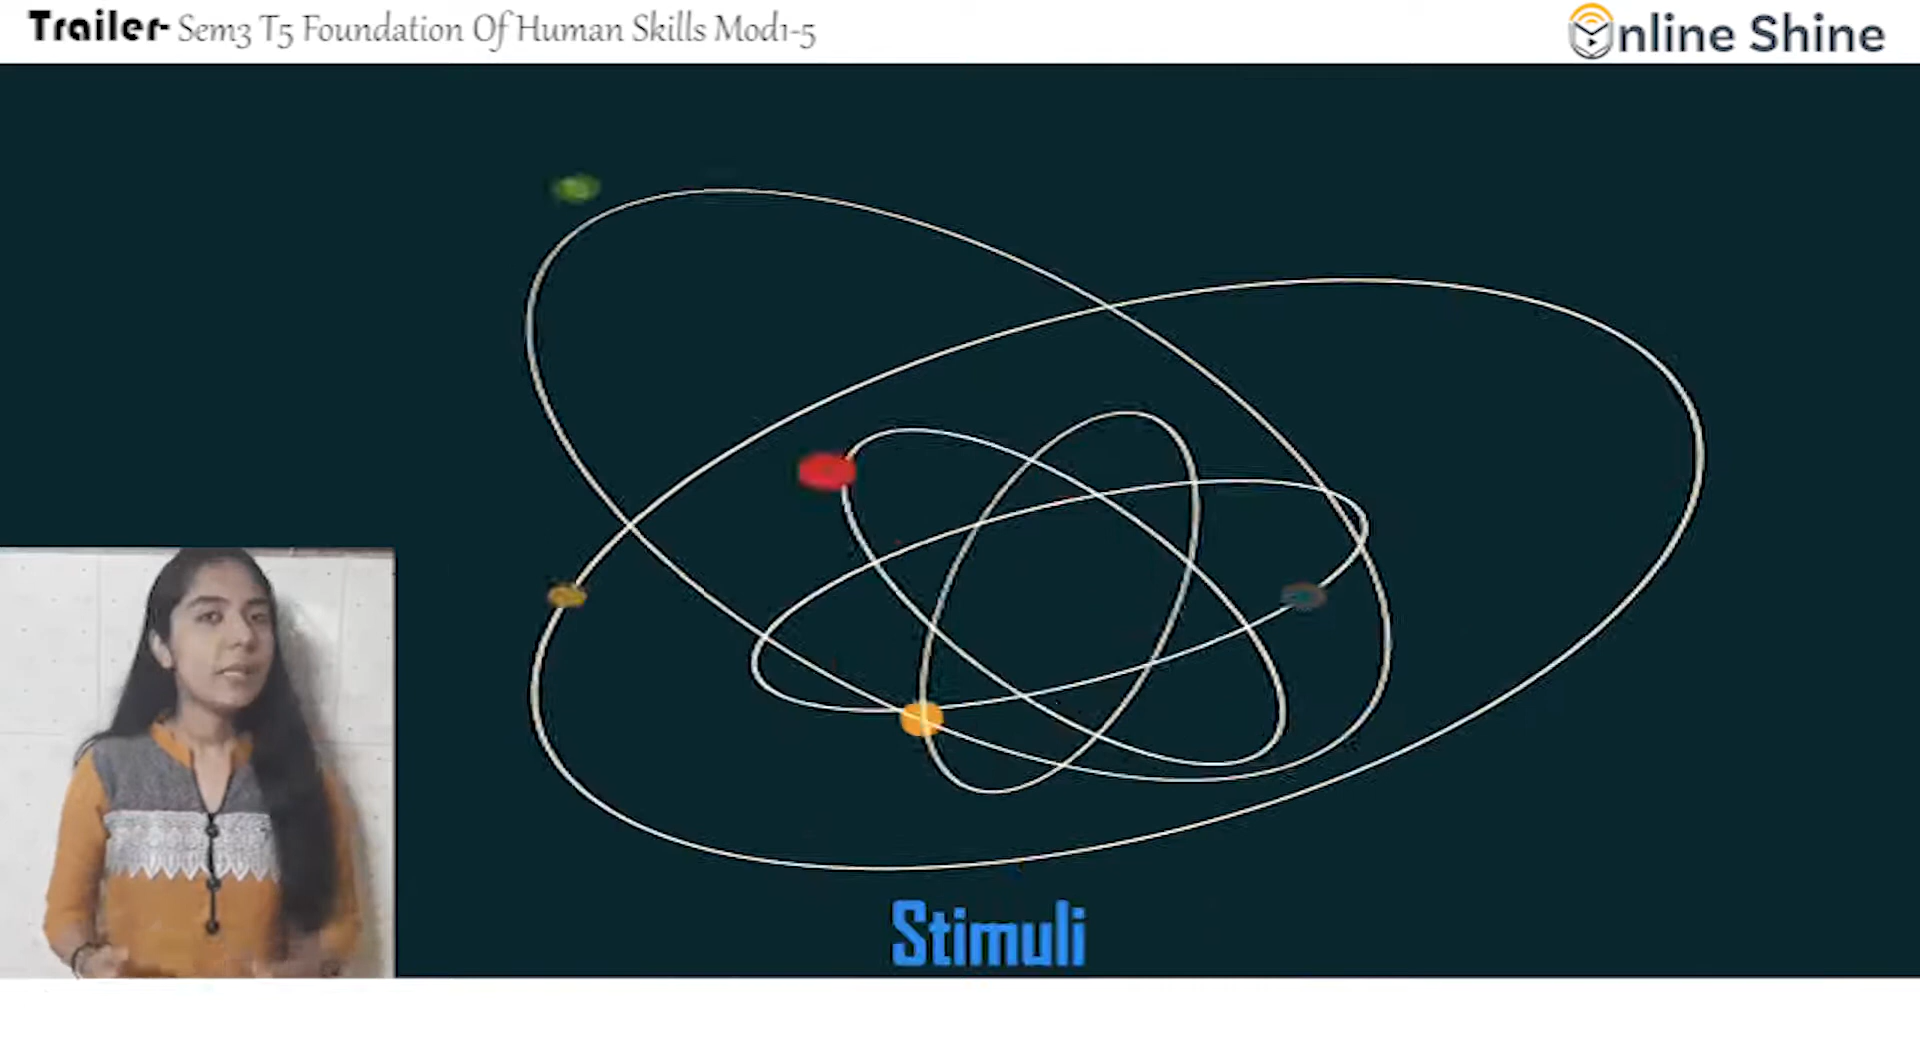 Trailer- Sem3 T5 Foundation Of Human Skills Mod1-5
Online Shine
Stimuli